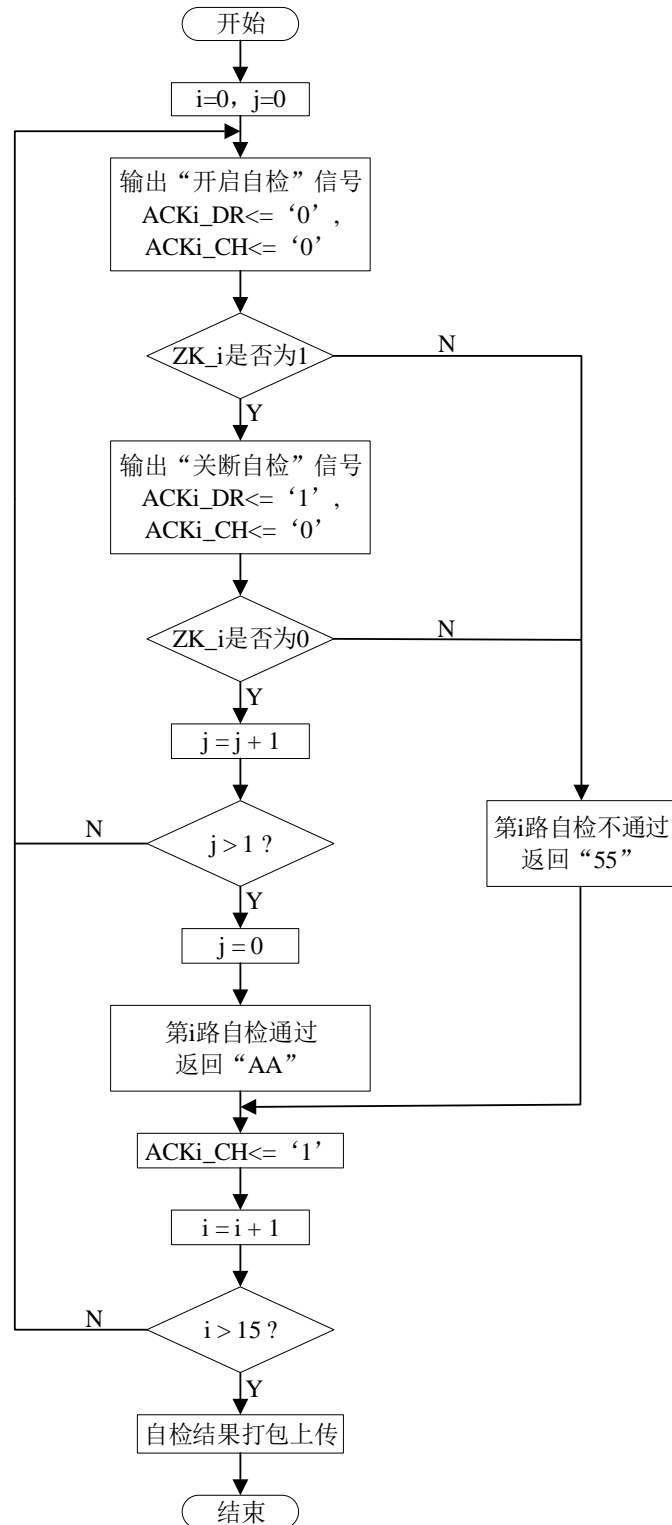 开始
i=0，j=0
输出“开启自检”信号
ACKi_DR<=‘0’，
ACKi_CH<=‘0’
ZK_i是否为1
N
Y
输出“关断自检”信号
ACKi_DR<=‘1’，
ACKi_CH<=‘0’
ZK_i是否为0
N
Y
j = j + 1
j > 1？
N
Y
第i路自检不通过
返回“55”
j = 0
第i路自检通过
返回“AA”
ACKi_CH<=‘1’
i = i + 1
i > 15？
N
Y
自检结果打包上传
结束